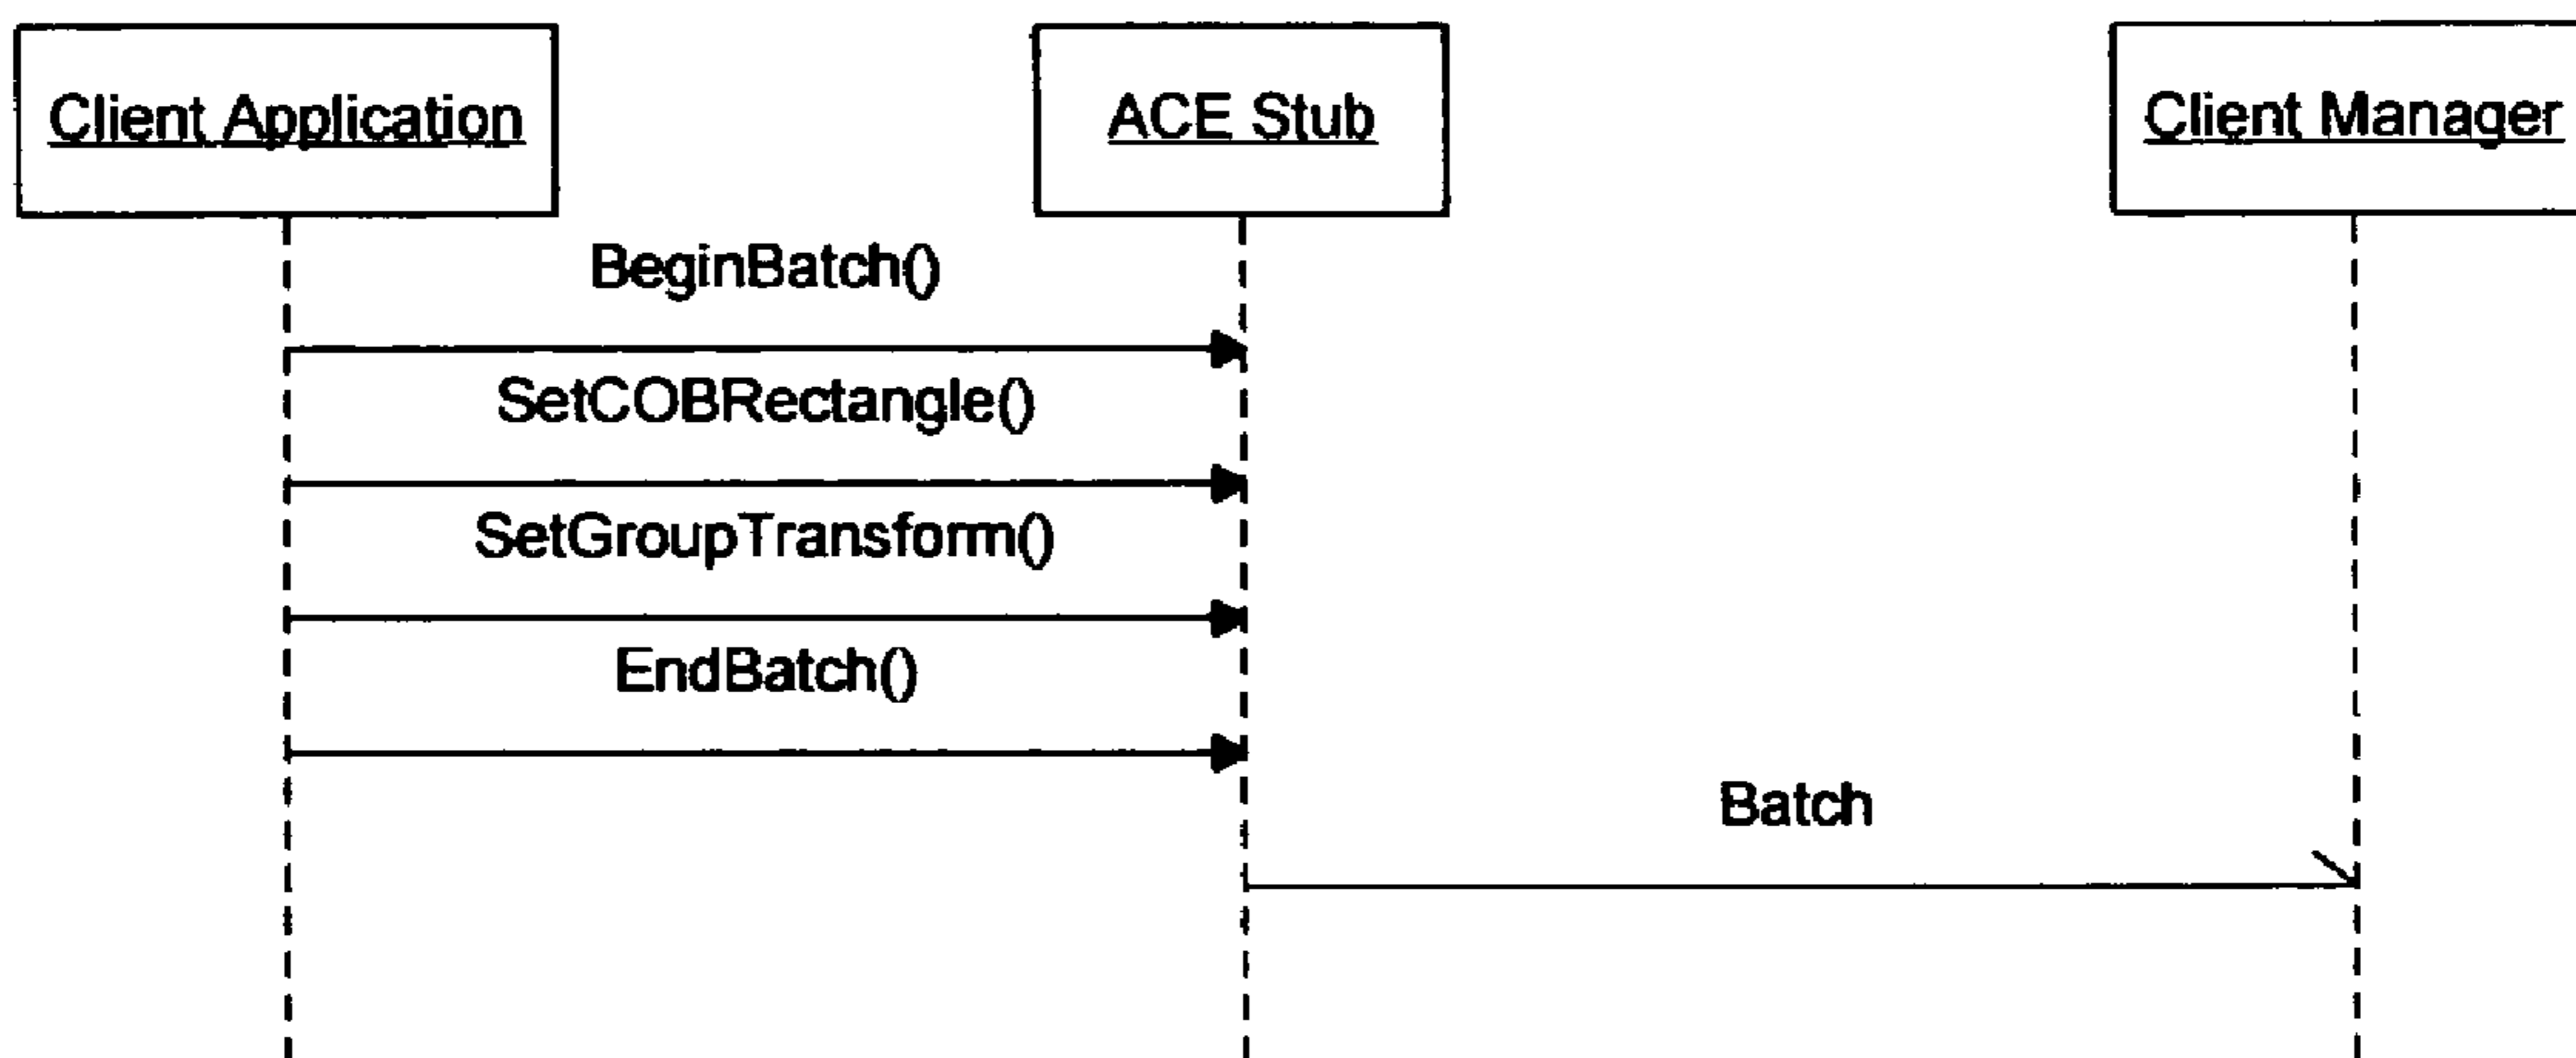 Client Application
ACE Stub
Client Manager
BeginBatch()
SetCOBRectangle()
SetGroupTransform()
EndBatch()
Batch